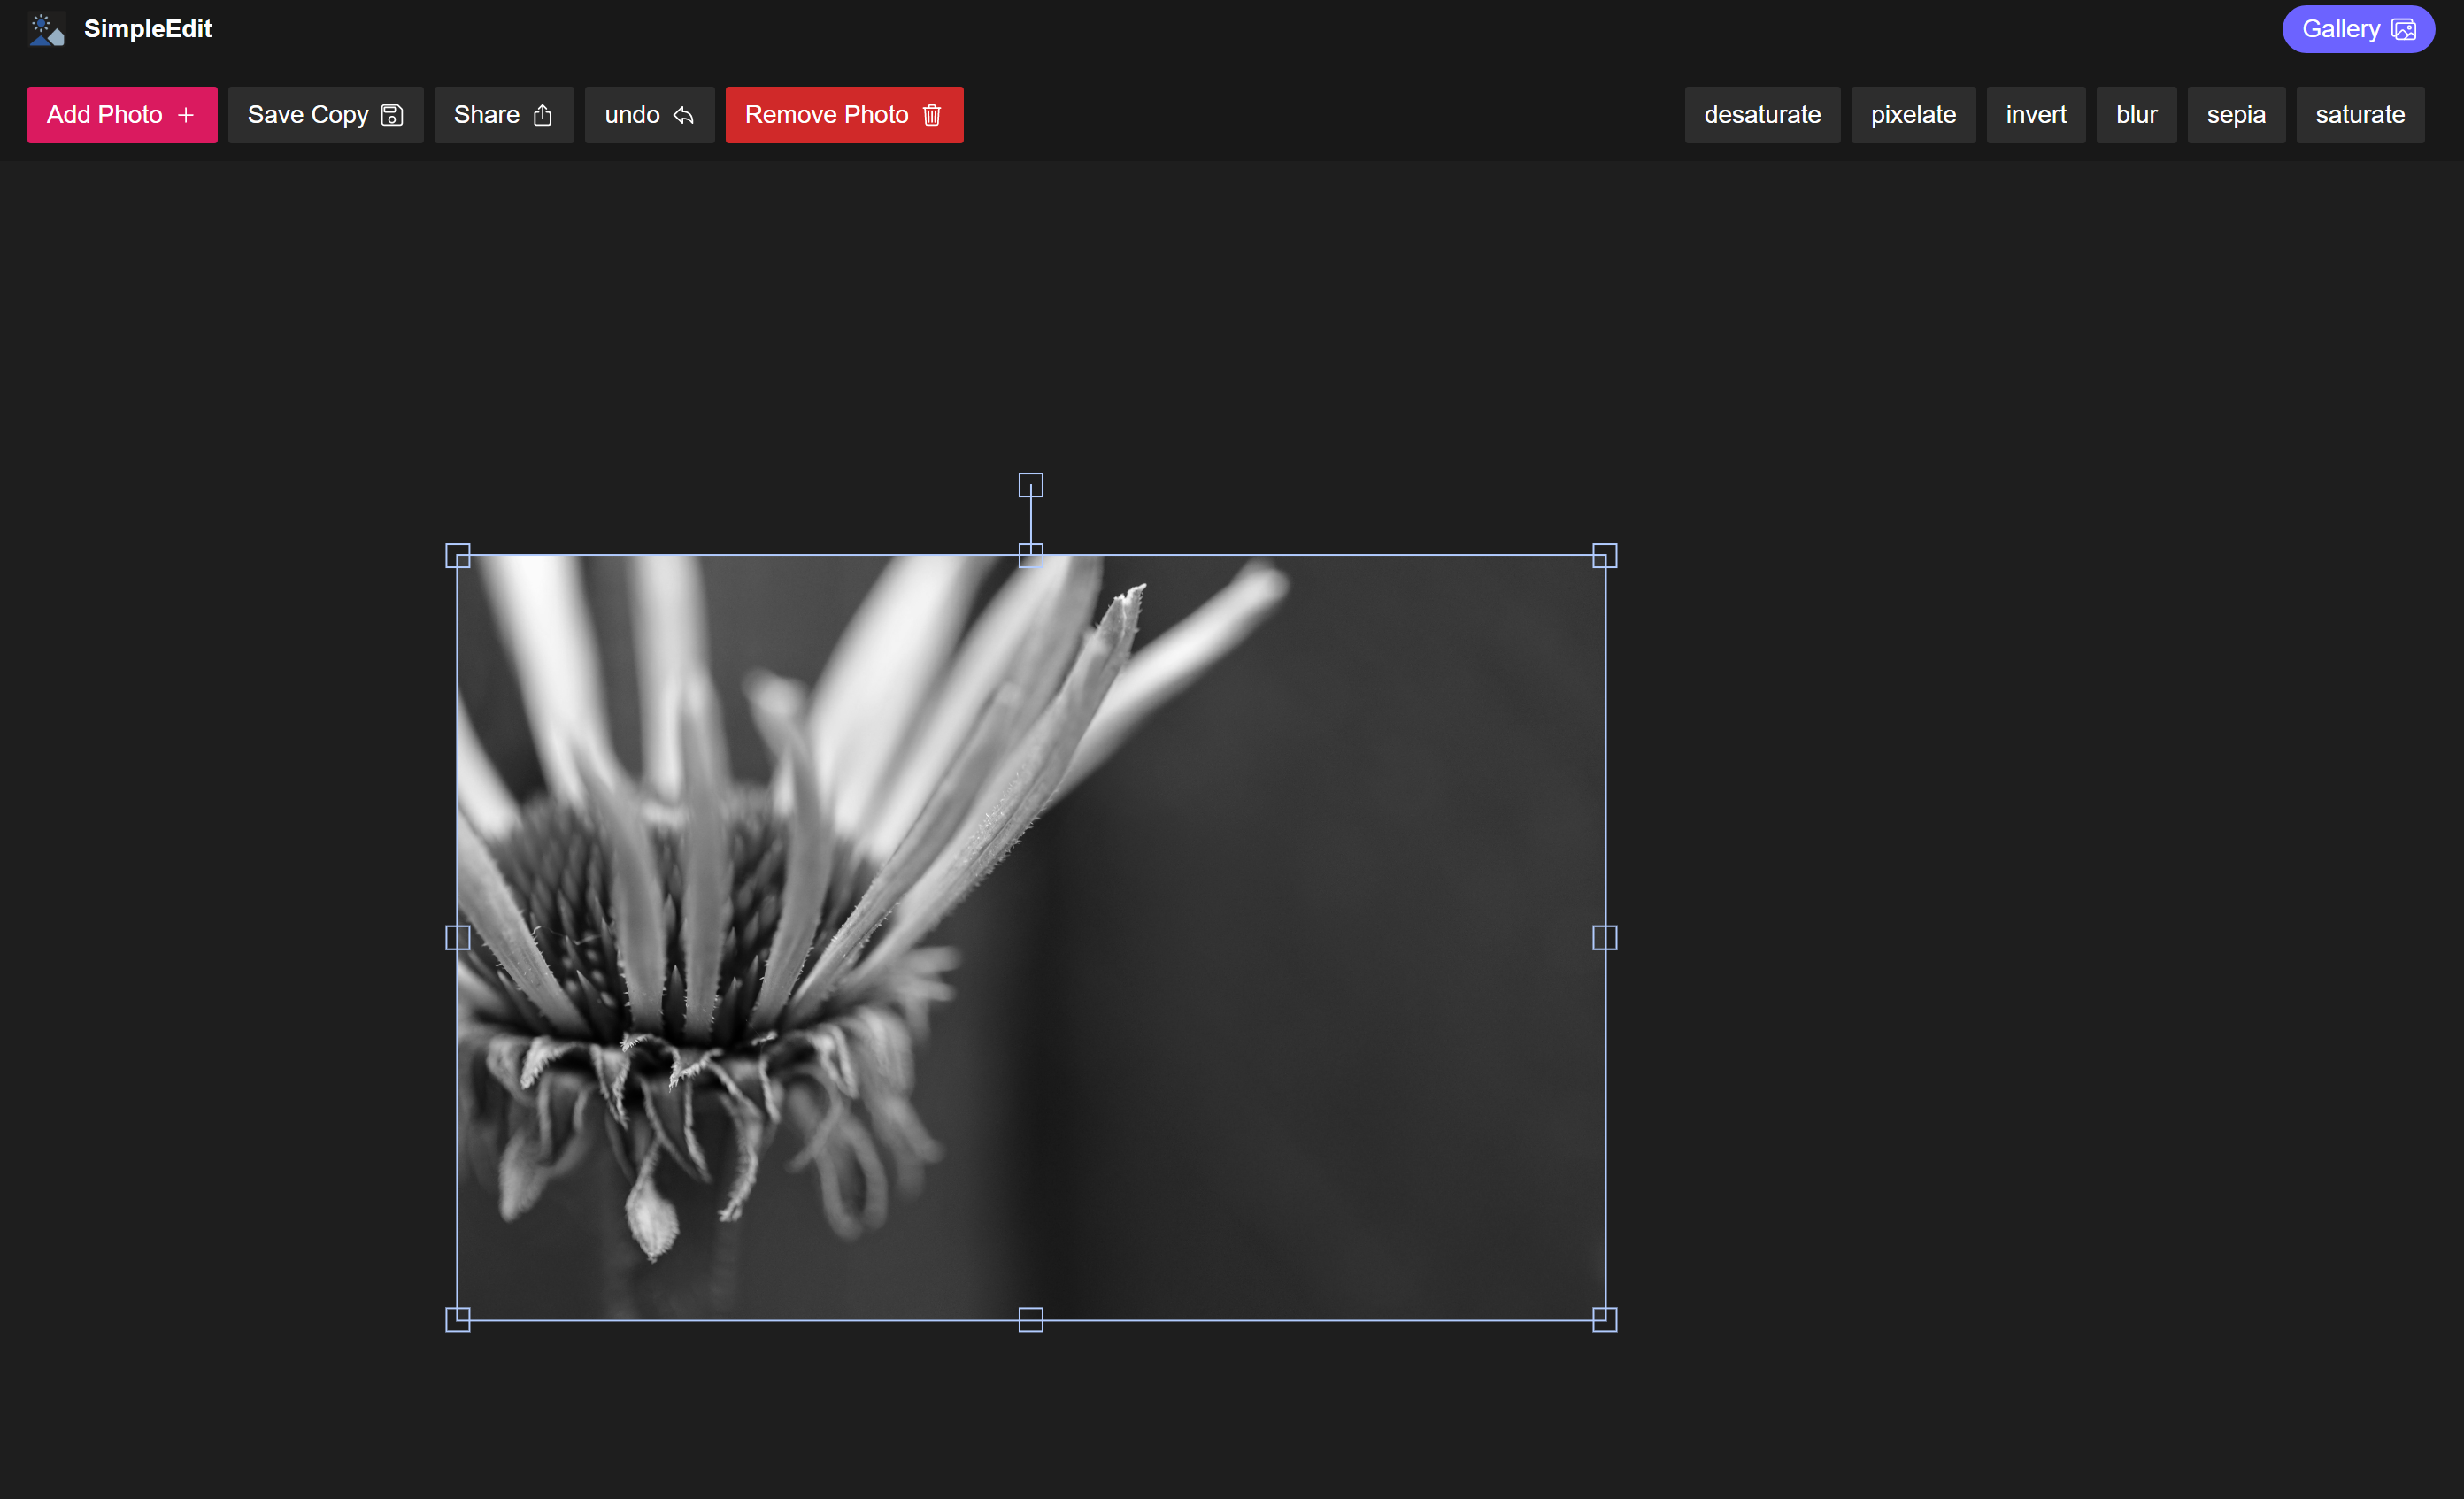 SimpleEdit
Gallery
Add Photo
Save Copy
Share
undo
Remove Photo
desaturate
pixelate
invert
blur
sepia
saturate